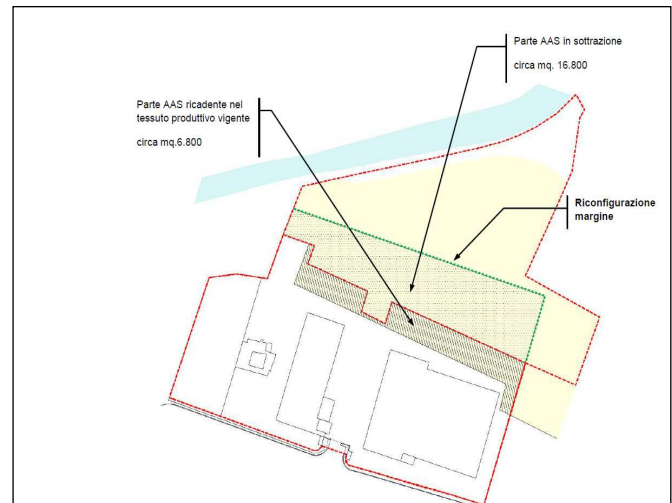 Parte AAS in sottrazione
circa mq. 16.800
Parte AAS ricadente nel
tessuto produttivo vigente
circa mq.6.800
Riconfigurazione
margine